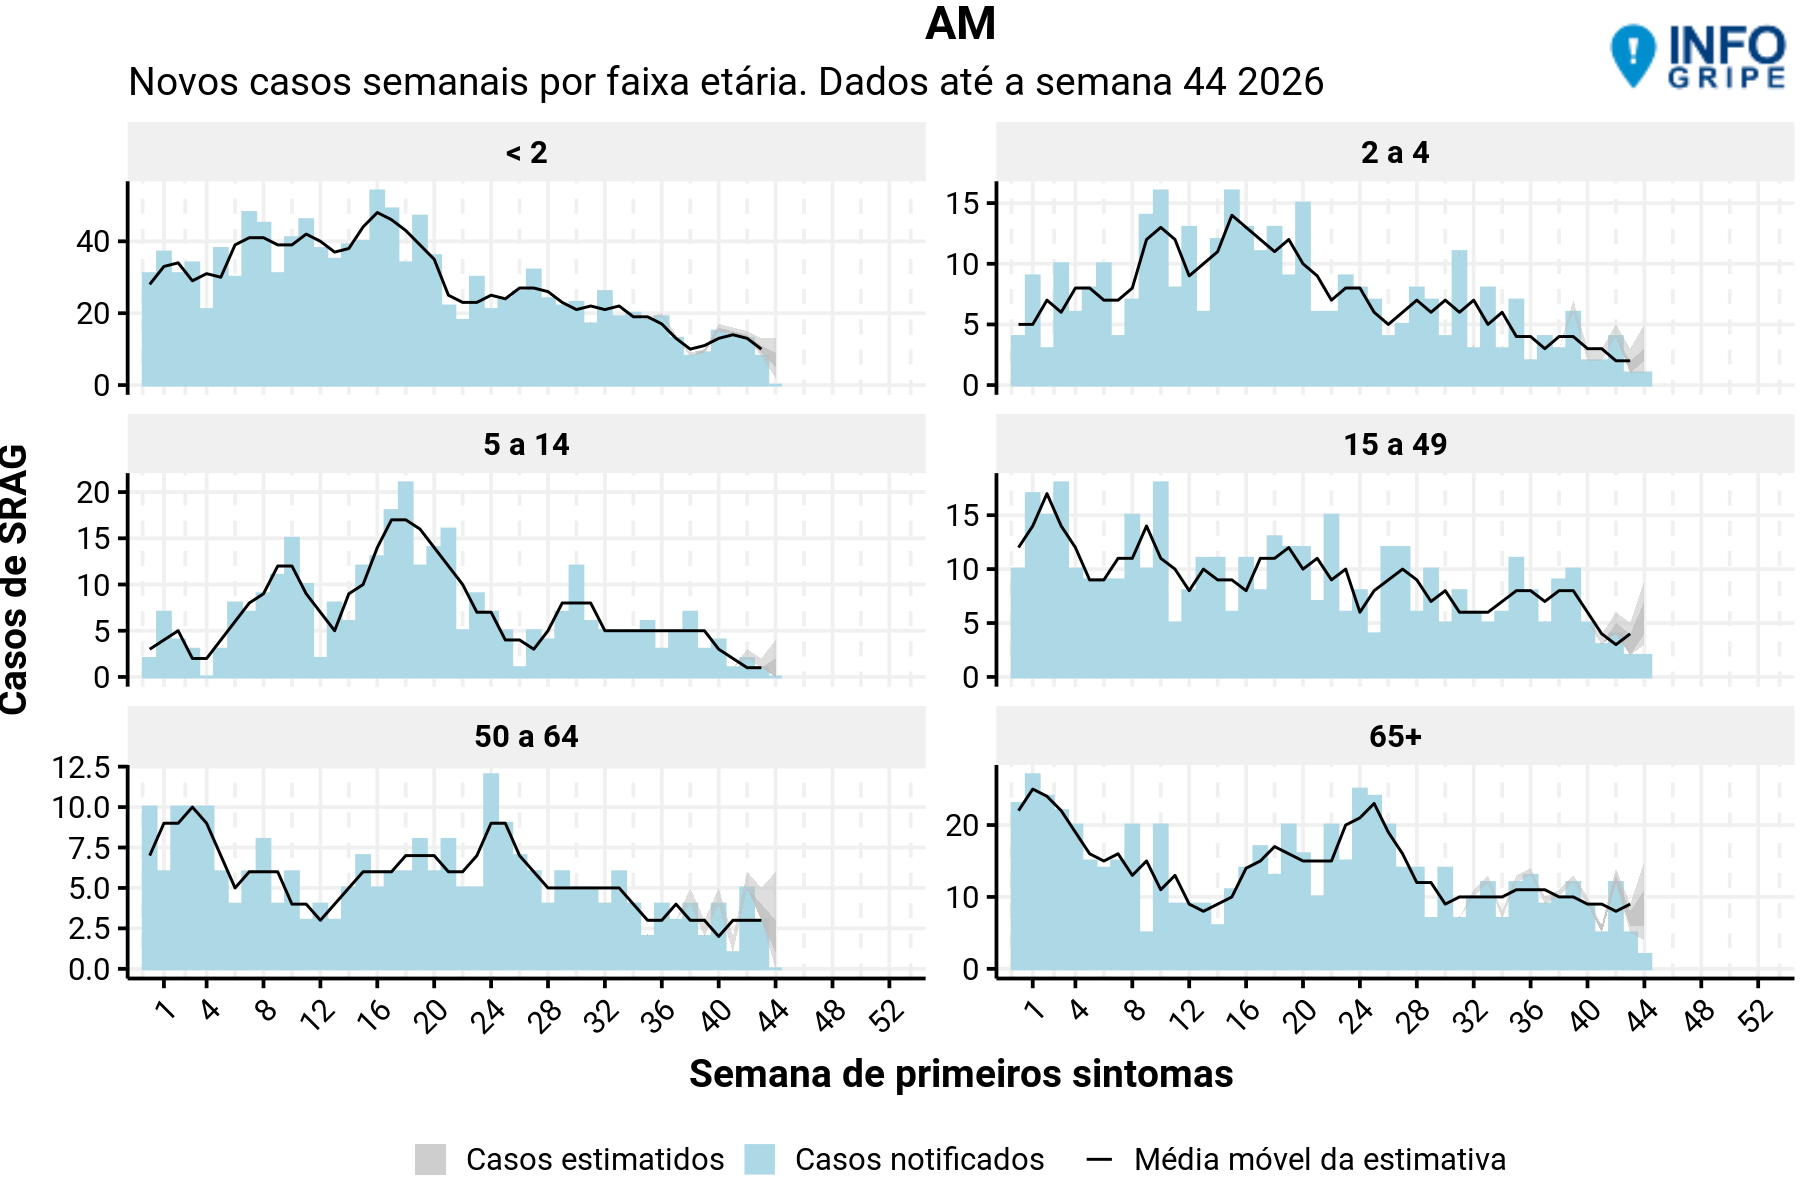 AM
INFO
GRIPE
Novos casos semanais por faixa etária. Dados até a semana 44 2026
< 2
2 a 4
40
20
0
15
10
5
0
5 a 14
15 a 49
20
15
10
5
0
15
10
5
0
50 a 64
65+
12.5
10.0
7.5
5.0
2.5
0.0
20
10
0
1 4 8 12 16 20 24 28 32 36 40 44 48 52
1 4 8 12 16 20 24 28 32 36 40 44 48 52
Casos de SRAG
Semana de primeiros sintomas
Casos estimatidos Casos notificados Média móvel da estimativa